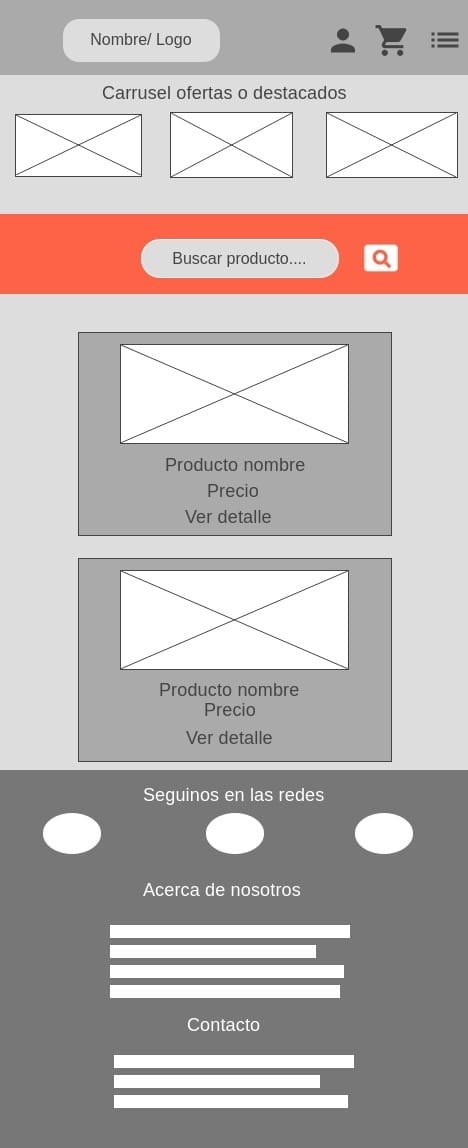 Nombre/ Logo
Carrusel ofertas o destacados
Buscar producto....
Producto nombre
Precio
Ver detalle
Producto nombre
Precio
Ver detalle
Seguinos en las redes
Acerca de nosotros
Contacto